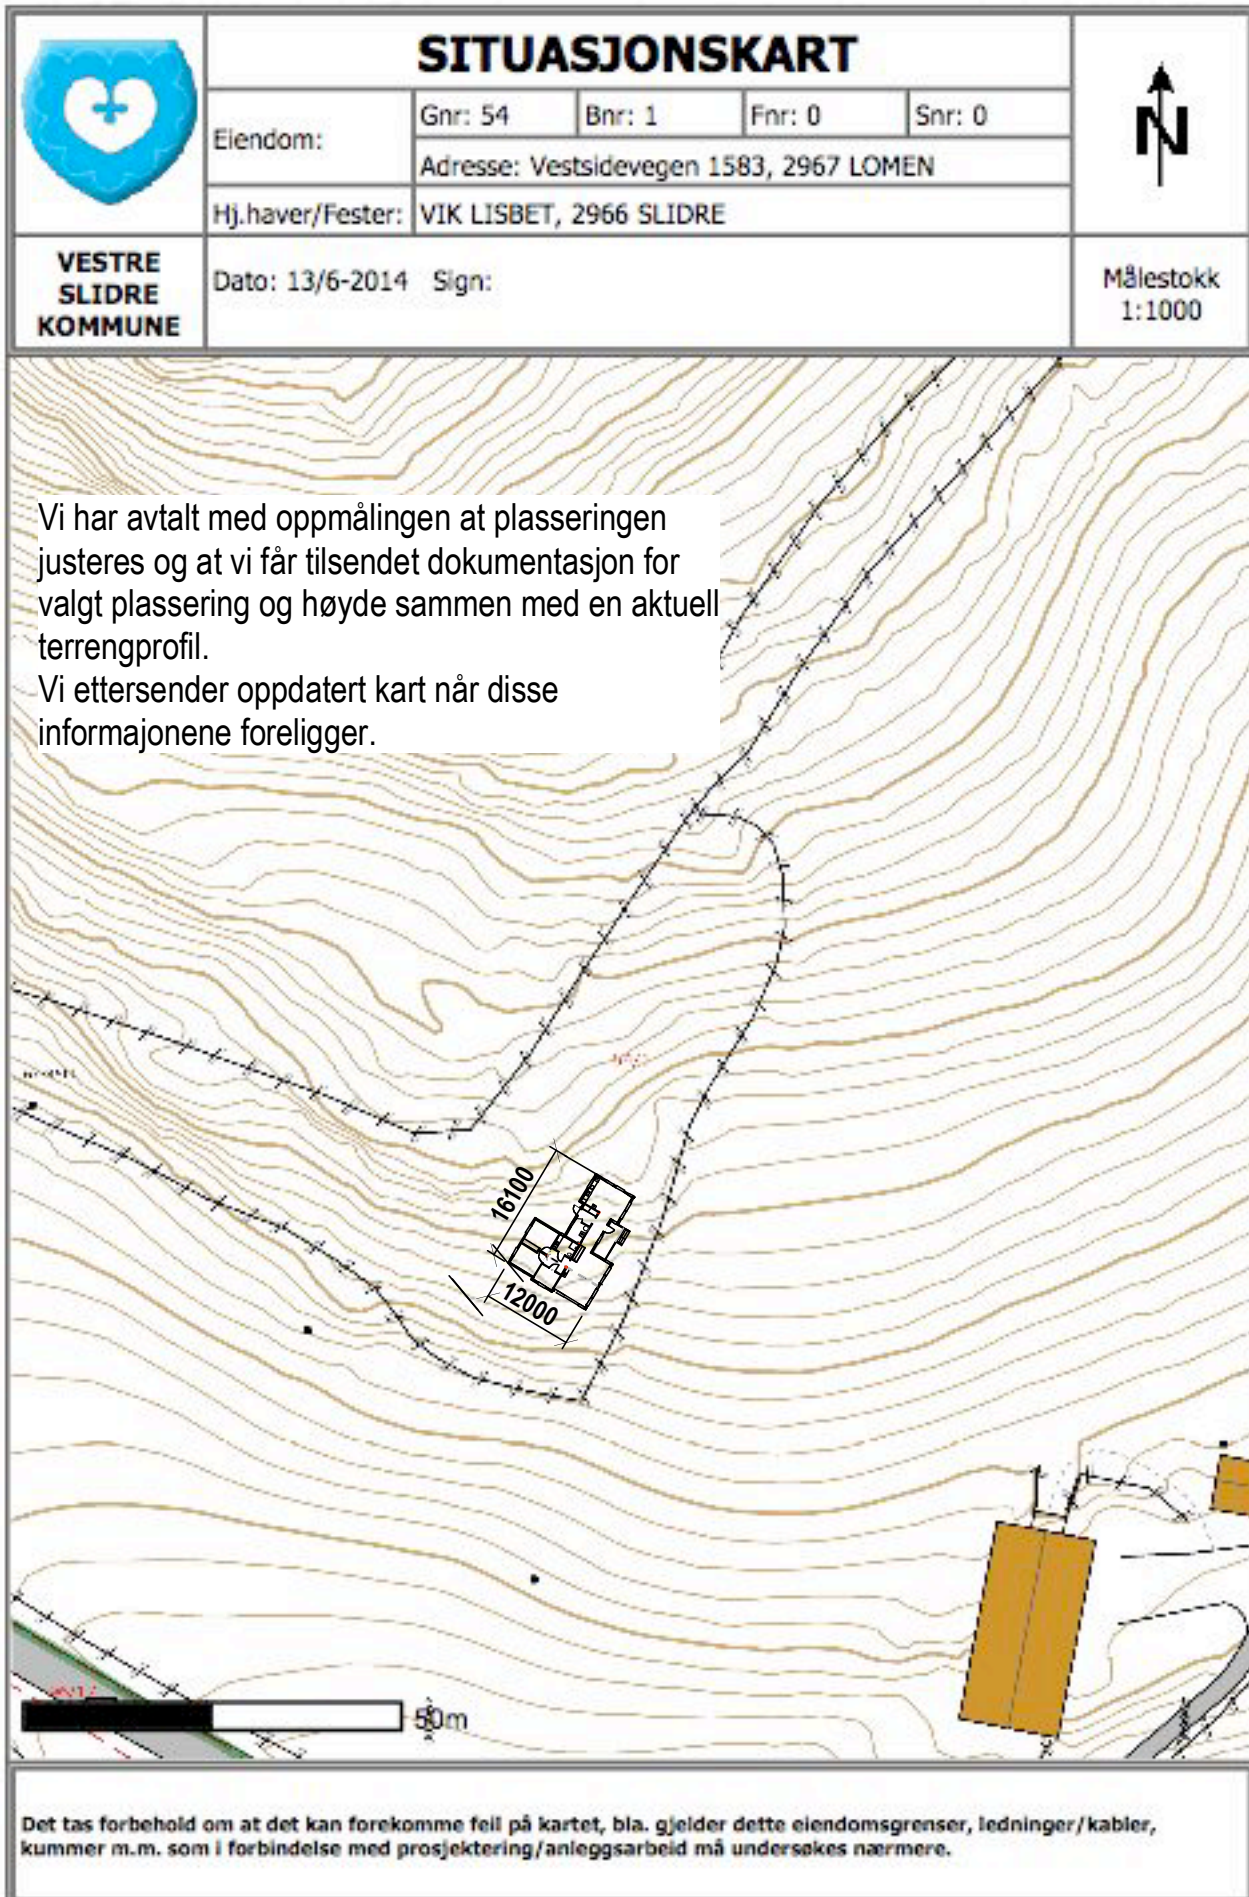 SITUASJONSKART
Eiendom:
Gnr: 54
Bnr: 1
Fnr: 0
Snr: 0
Adresse: Vestsidevegen 1583, 2967 LOMEN
Hj.haver/Fester:
VIK LISBET, 2966 SLIDRE
N
VESTRE
SLIDRE
KOMMUNE
Dato: 13/6-2014 Sign:
Målestokk
1:1000
Vi har avtalt med oppmålingen at plasseringen
justeres og at vi får tilsendet dokumentasjon for
valgt plassering og høyde sammen med en aktuell
terrengprofil.
Vi ettersender oppdatert kart når disse
informajonene foreligger.
16100
12000
50m
Det tas forbehold om at det kan forekomme feil på kartet, bla. gjelder dette eiendomsgrenser, ledninger/kabler,
kummer m.m. som i forbindelse med prosjektering/anleggsarbeid må undersøkes nærmere.